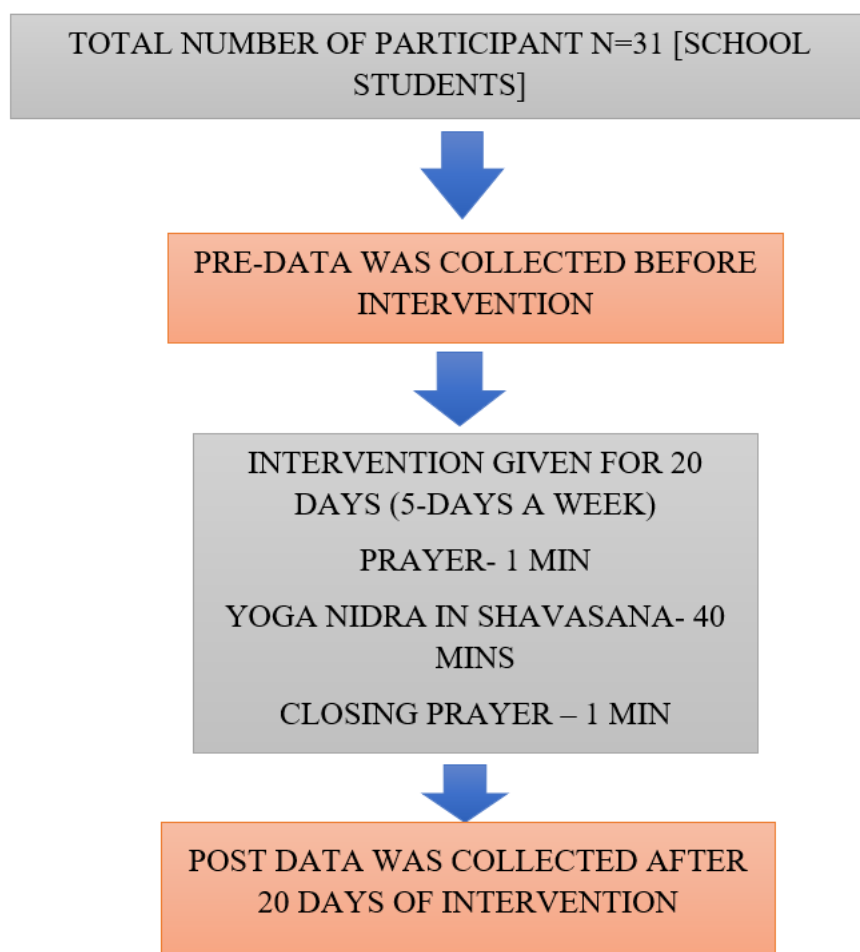 TOTAL NUMBER OF PARTICIPANT N=31 [SCHOOL
STUDENTS]
PRE-DATA WAS COLLECTED BEFORE
INTERVENTION
INTERVENTION GIVEN FOR 20
DAYS (5-DAYS A WEEK)
PRAYER- 1 MIN
YOGA NIDRA IN SHAVASANA- 40
MINS
CLOSING PRAYER – 1 MIN
POST DATA WAS COLLECTED AFTER
20 DAYS OF INTERVENTION